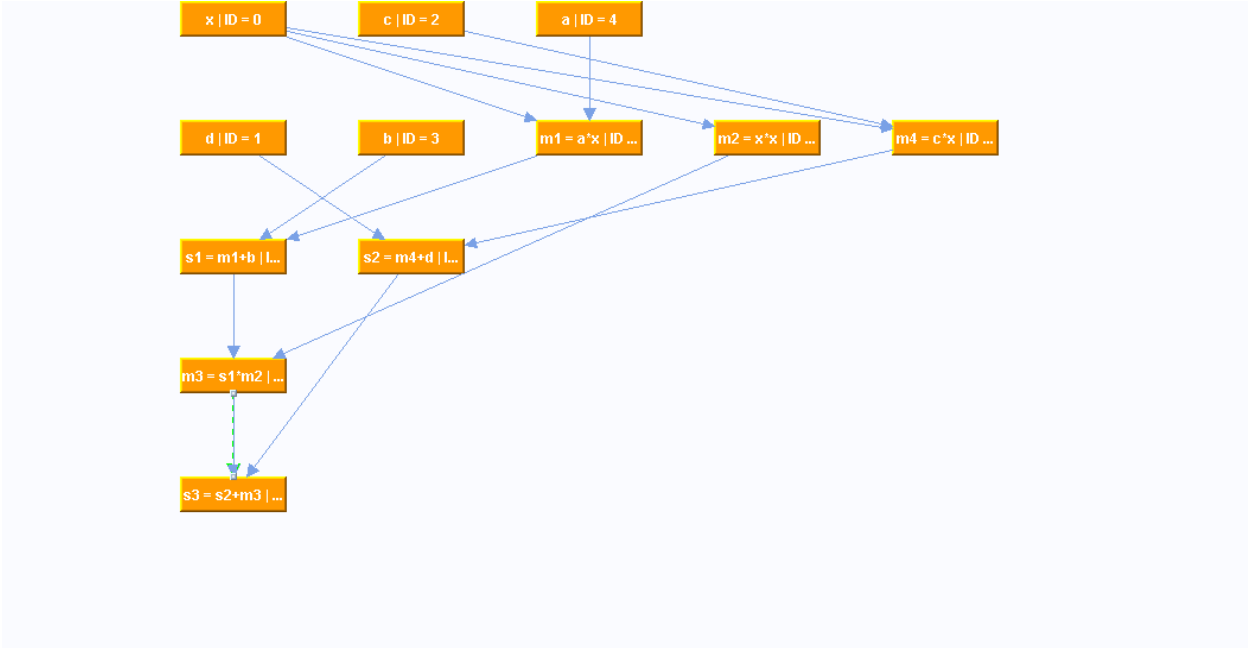 x | ID = 0
c | ID = 2
a | ID = 4
d | ID = 1
b | ID = 3
m1 = a*x | ID ...
m2 = x*x | ID ...
m4 = c*x | ID ...
s1 = m1+b | I...
s2 = m4+d | I...
m3 = s1*m2 | ...
s3 = s2+m3 | ...